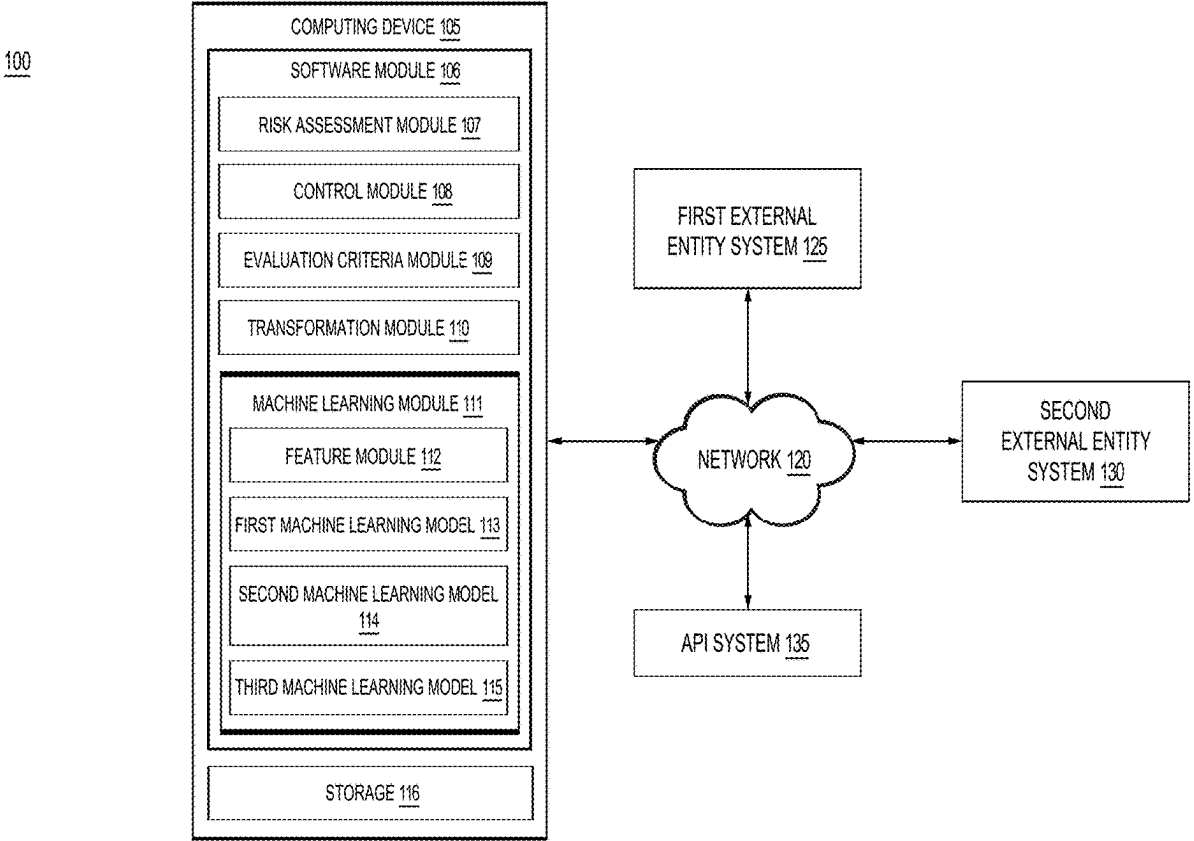 100
COMPUTING DEVICE 105
SOFTWARE MODULE 106
RISK ASSESSMENT MODULE 107
CONTROL MODULE 108
EVALUATION CRITERIA MODULE 109
TRANSFORMATION MODULE 110
MACHINE LEARNING MODULE 111
FEATURE MODULE 112
FIRST MACHINE LEARNING MODEL 113
SECOND MACHINE LEARNING MODEL
114
THIRD MACHINE LEARNING MODEL 115
STORAGE 116
FIRST EXTERNAL
ENTITY SYSTEM 125
NETWORK 120
SECOND
EXTERNAL ENTITY
SYSTEM 130
API SYSTEM 135